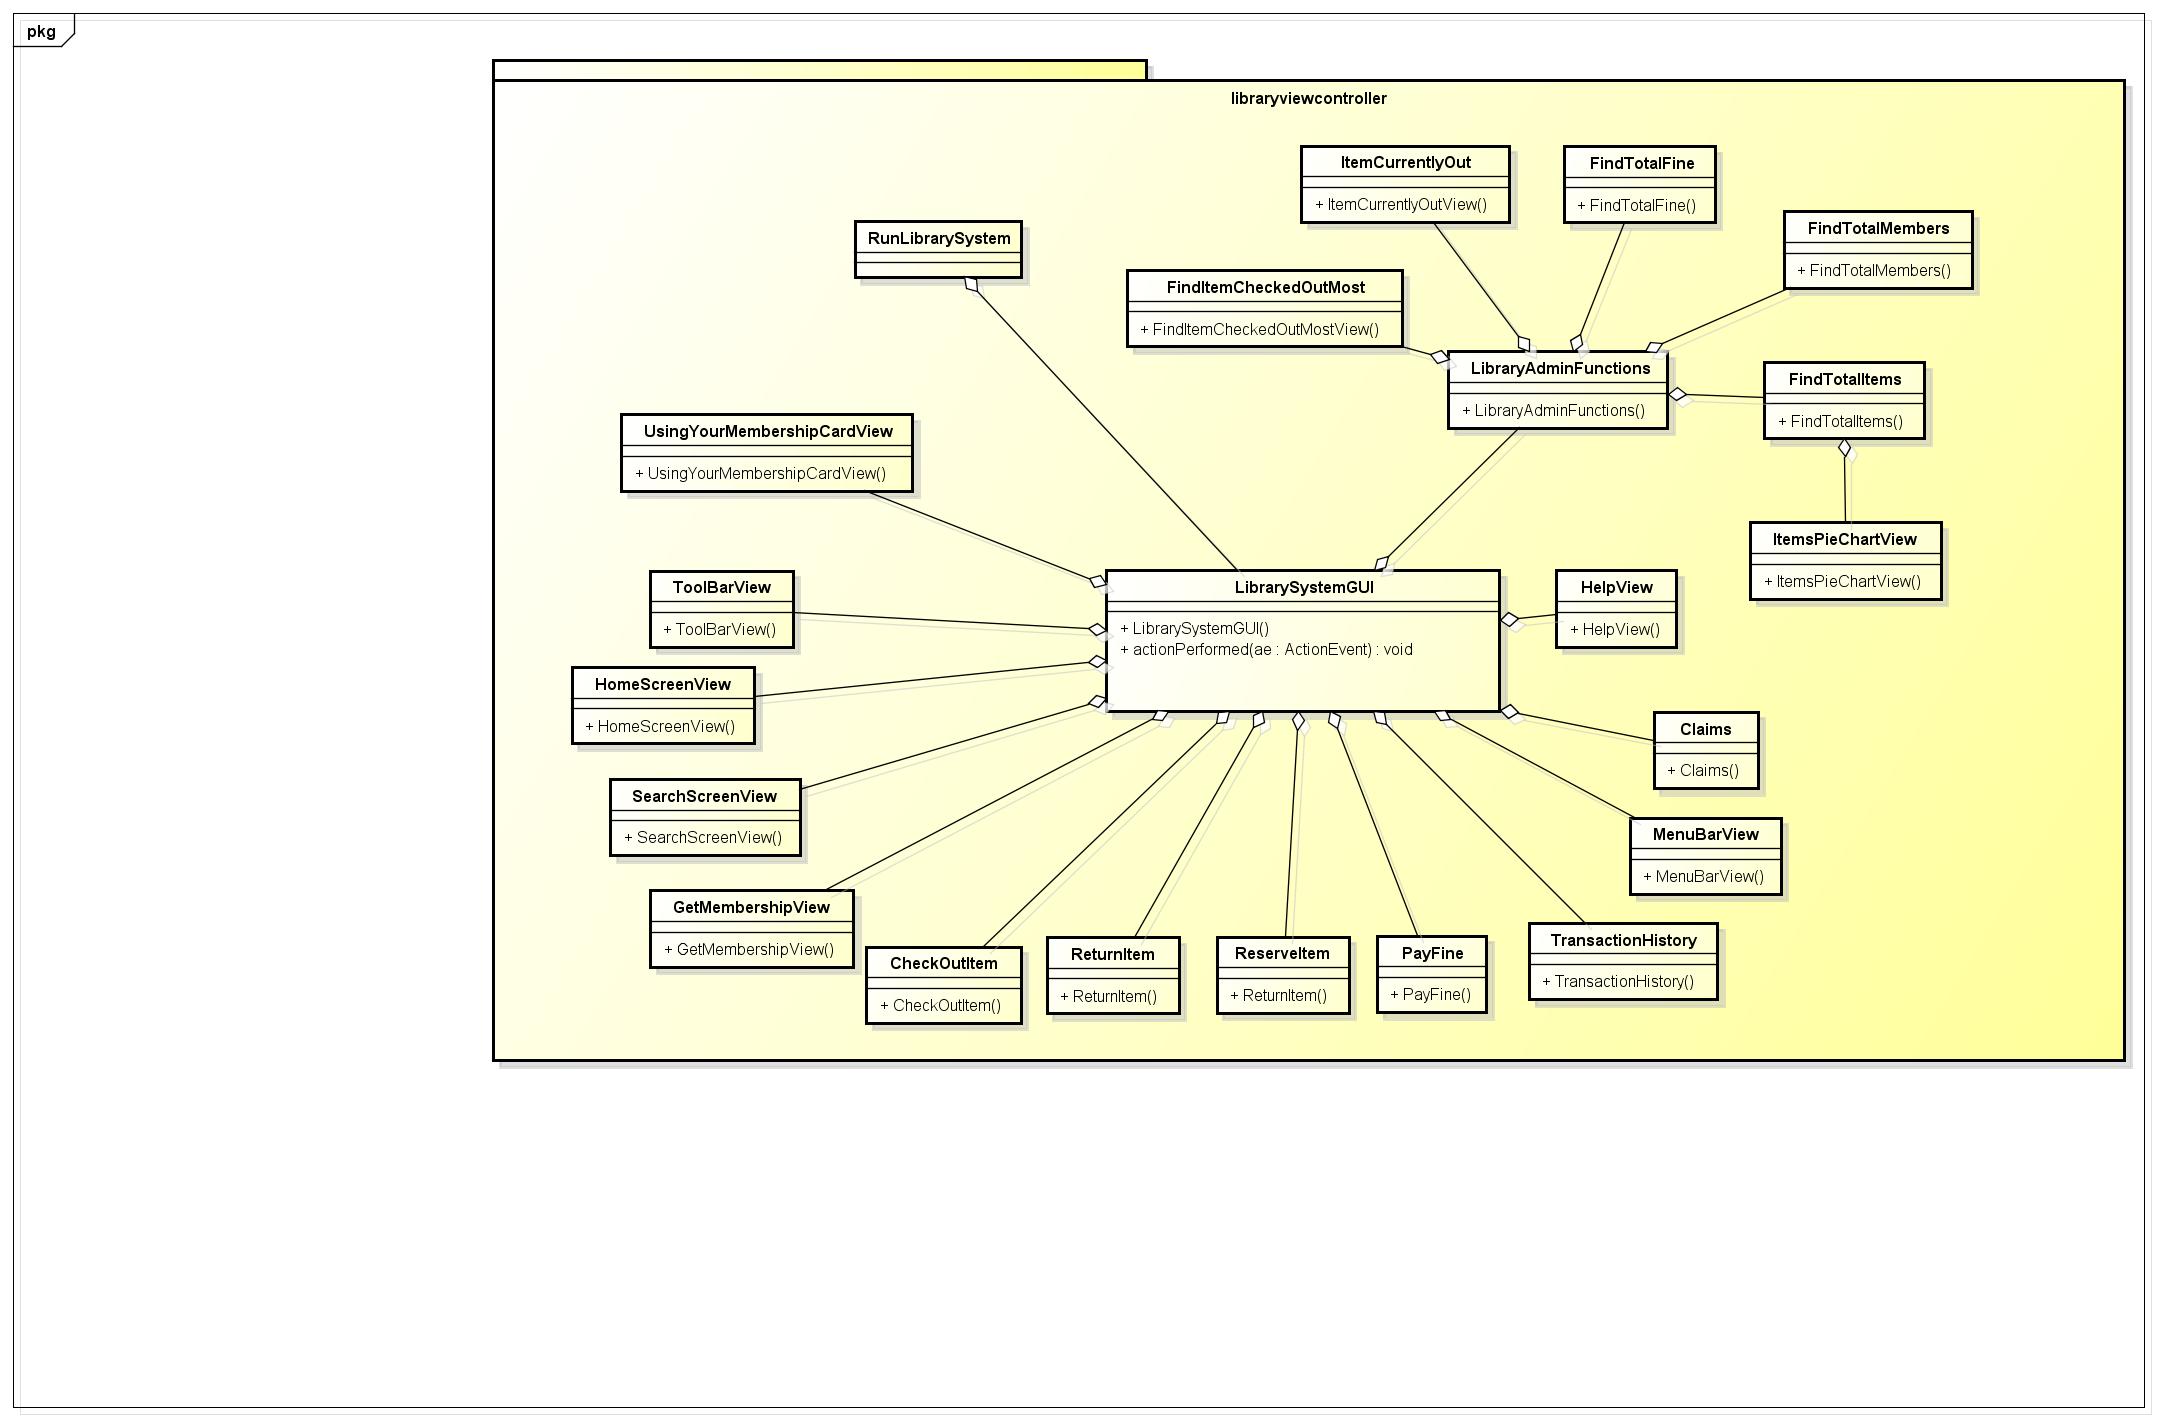 pkg
libraryviewcontroller
ItemCurrentlyOut
+ ItemCurrentlyOutView()
FindTotalFine
+ FindTotalFine()
RunLibrarySystem
FindTotalMembers
+ FindTotalMembers()
FindItemCheckedOutMost
+ FindItemCheckedOutMostView()
LibraryAdminFunctions
+ LibraryAdminFunctions()
FindTotalItems
+ FindTotalItems()
UsingYourMembershipCardView
+ UsingYourMembershipCardView()
ItemsPieChartView
+ ItemsPieChartView()
ToolBarView
+ ToolBarView()
LibrarySystemGUI
+ LibrarySystemGUI()
+ actionPerformed(ae : ActionEvent) : void
HelpView
+ HelpView()
HomeScreenView
+ HomeScreenView()
Claims
+ Claims()
SearchScreenView
+ SearchScreenView()
MenuBarView
+ MenuBarView()
GetMembershipView
+ GetMembershipView()
CheckOutItem
+ CheckOutItem()
ReturnItem
+ ReturnItem()
ReserveItem
+ ReturnItem()
PayFine
+ PayFine()
TransactionHistory
+ TransactionHistory()